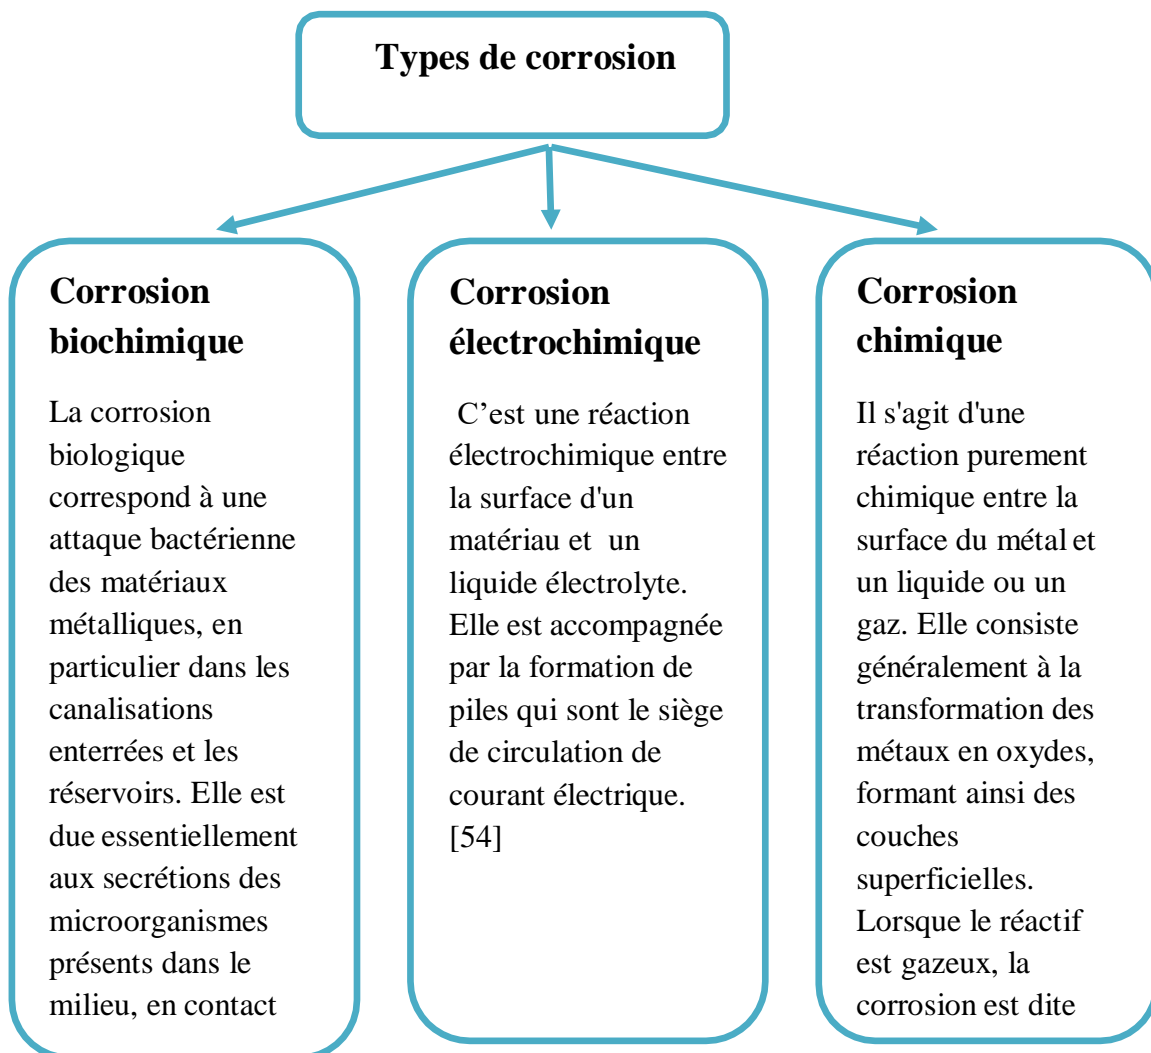 Types de corrosion
Corrosion
biochimique
La corrosion
biologique
correspond à une
attaque bactérienne
des matériaux
métalliques, en
particulier dans les
canalisations
enterrées et les
réservoirs. Elle est
due essentiellement
aux secrétions des
microorganismes
présents dans le
milieu, en contact
Corrosion
électrochimique
C’est une réaction
électrochimique entre
la surface d'un
matériau et un
liquide électrolyte.
Elle est accompagnée
par la formation de
piles qui sont le siège
de circulation de
courant électrique.
[54]
Corrosion
chimique
Il s'agit d'une
réaction purement
chimique entre la
surface du métal et
un liquide ou un
gaz. Elle consiste
généralement à la
transformation des
métaux en oxydes,
formant ainsi des
couches
superficielles.
Lorsque le réactif
est gazeux, la
corrosion est dite